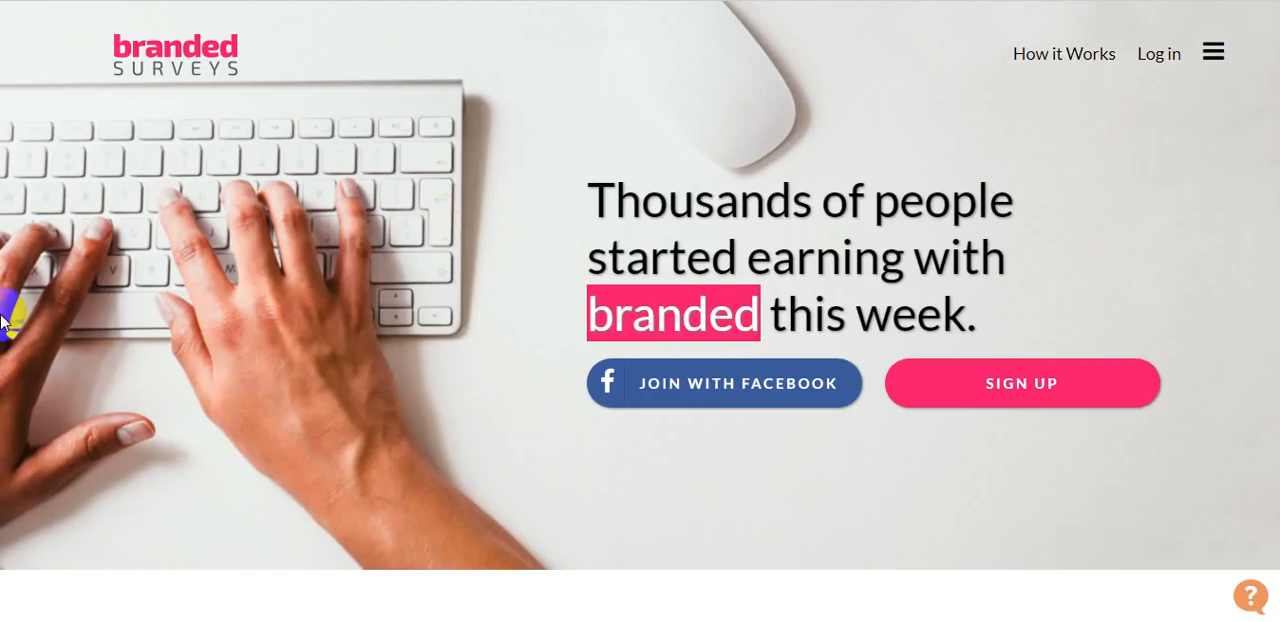 branded
SURVEYS
How it Works
Log in
Thousands of people
started earning with
branded this week.
f
JOIN WITH FACEBOOK
SIGN UP
?